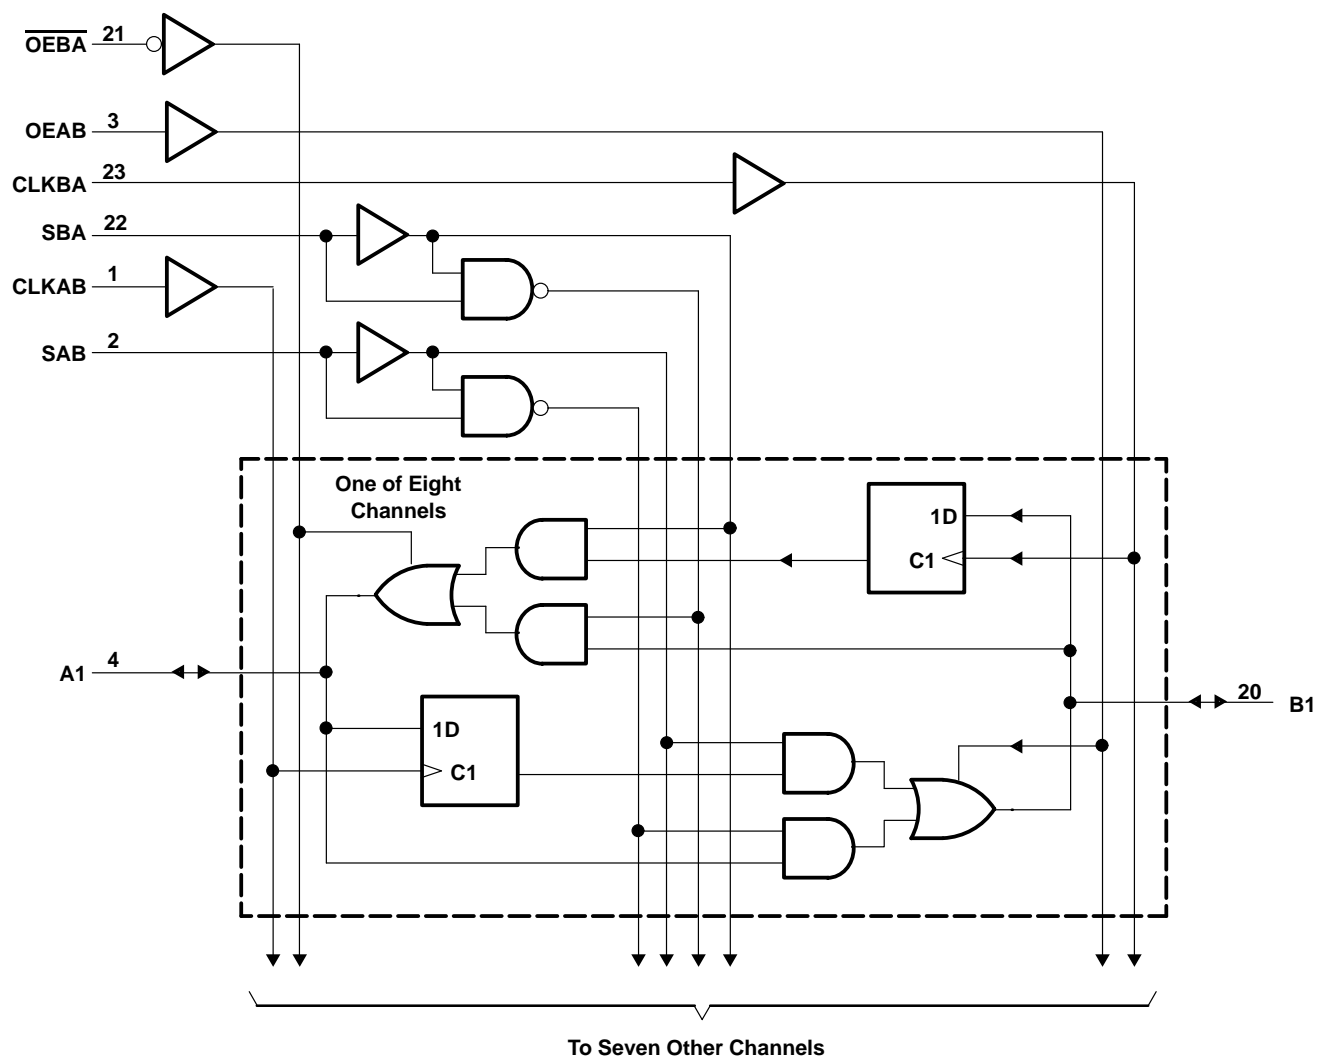 OEBA 21
OEAB 3
CLKBA 23
SBA 22
CLKAB 1
SAB 2
One of Eight
Channels
1D
C1
A1 4
1D
C1
20 B1
To Seven Other Channels